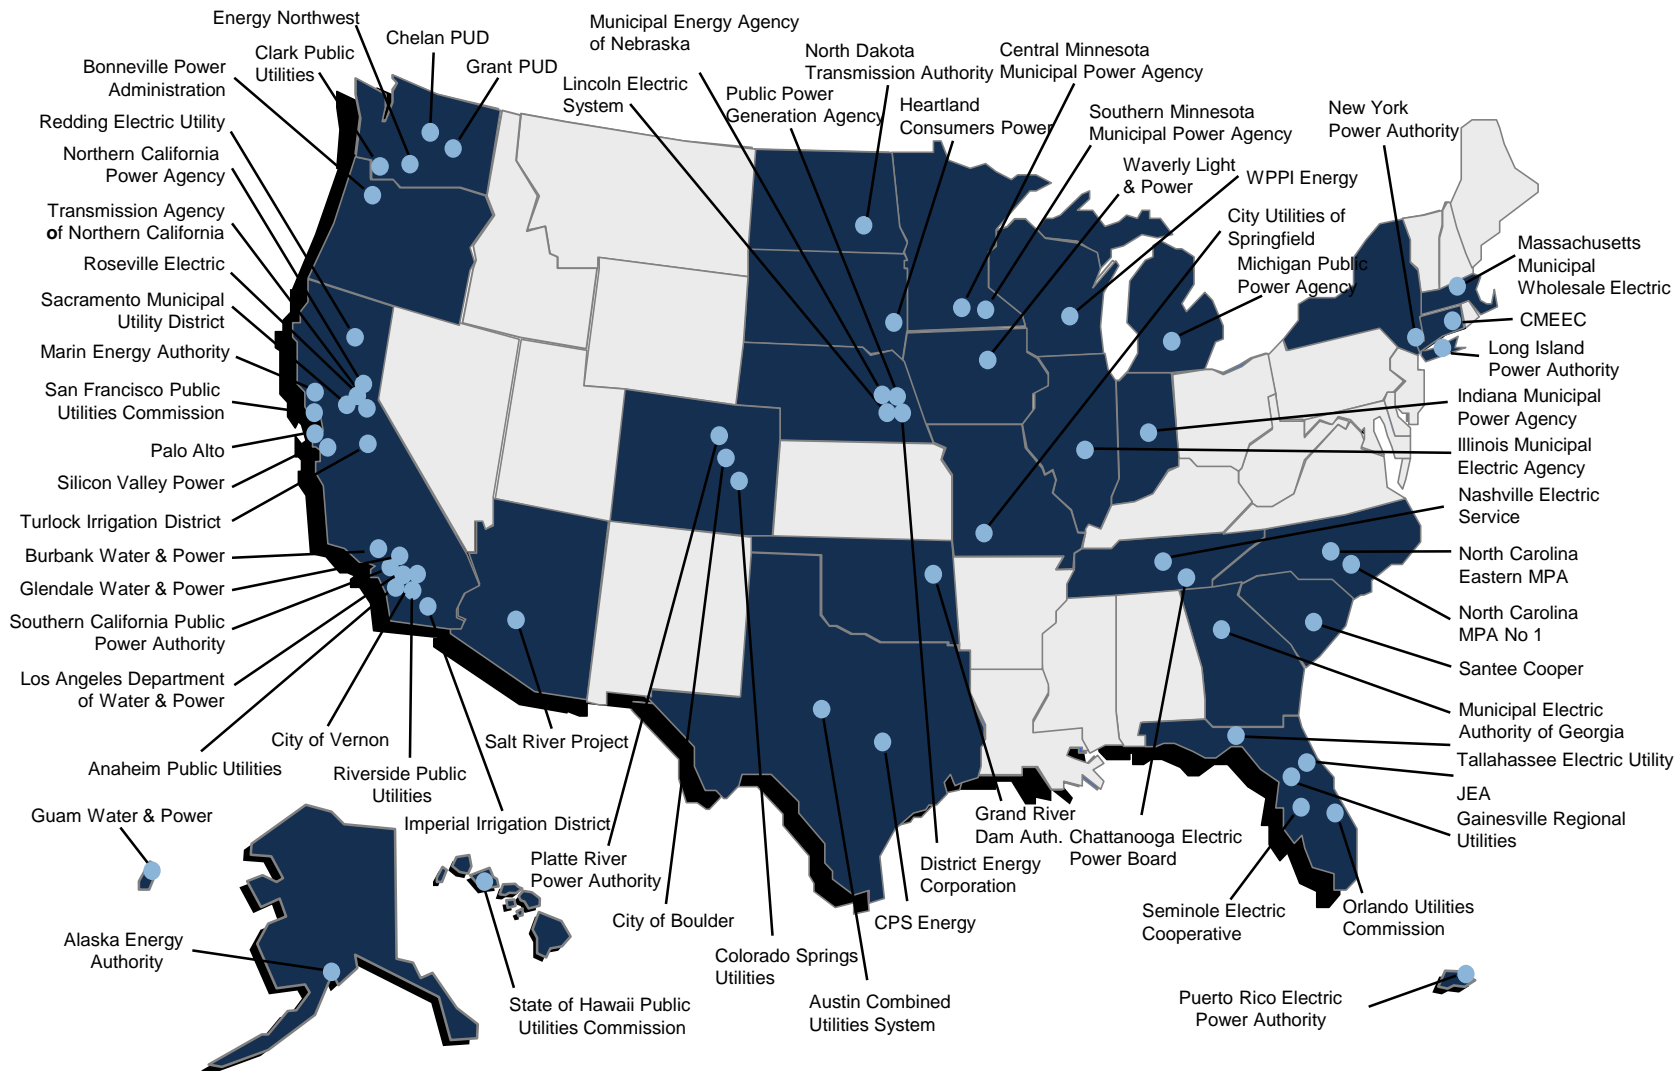 Energy Northwest
Clark Public
Utilities
Chelan PUD
Grant PUD
Bonneville Power
Administration
Redding Electric Utility
Northern California
Power Agency
Transmission Agency
of Northern California
Roseville Electric
Sacramento Municipal
Utility District
Marin Energy Authority
San Francisco Public
Utilities Commission
Palo Alto
Silicon Valley Power
Turlock Irrigation District
Burbank Water & Power
Glendale Water & Power
Southern California Public
Power Authority
Los Angeles Department
of Water & Power
City of Vernon
Anaheim Public Utilities
Riverside Public
Utilities
Imperial Irrigation District
Salt River Project
Guam Water & Power
Alaska Energy
Authority
State of Hawaii Public
Utilities Commission
Municipal Energy Agency
of Nebraska
Lincoln Electric
System
Public Power
Generation Agency
North Dakota
Transmission Authority
Heartland
Consumers Power
Central Minnesota
Municipal Power Agency
Southern Minnesota
Municipal Power Agency
Waverly Light
& Power
WPPI Energy
City Utilities of
Springfield
Michigan Public
Power Agency
New York
Power Authority
Massachusetts
Municipal
Wholesale Electric
CMEEC
Long Island
Power Authority
Indiana Municipal
Power Agency
Illinois Municipal
Electric Agency
Nashville Electric
Service
North Carolina
Eastern MPA
North Carolina
MPA No 1
Santee Cooper
Municipal Electric
Authority of Georgia
Tallahassee Electric Utility
JEA
Gainesville Regional
Utilities
Orlando Utilities
Commission
Seminole Electric
Cooperative
Puerto Rico Electric
Power Authority
Chattanooga Electric
Power Board
Grand River
Dam Auth.
District Energy
Corporation
CPS Energy
Austin Combined
Utilities System
Colorado Springs
Utilities
City of Boulder
Platte River
Power Authority